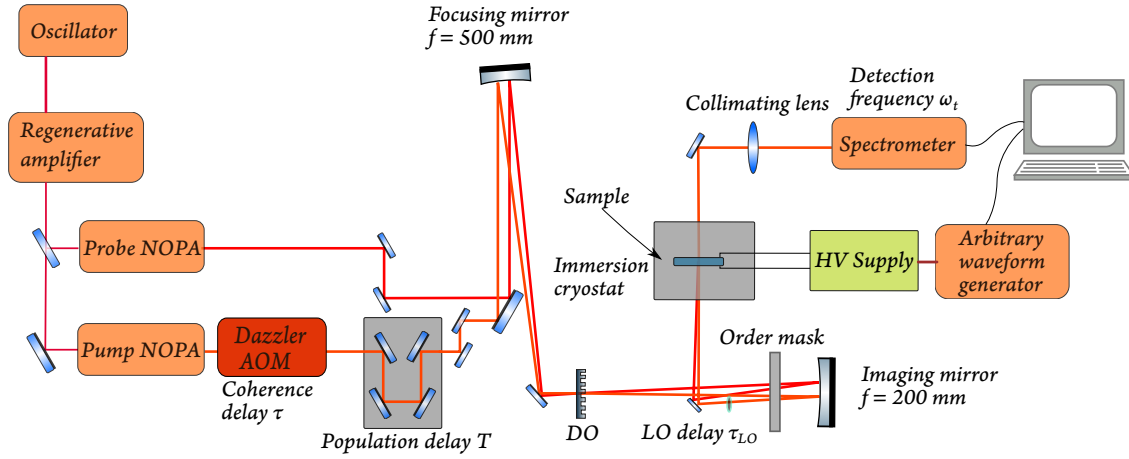 Oscillator
Regenerative
amplifier
Probe NOPA
Pump NOPA
Dazzler
AOM
Coherence
delay τ
Population delay T
Focusing mirror
f = 500 mm
DO
LO delay τ_LO
Order mask
Imaging mirror
f = 200 mm
Sample
Immersion
cryostat
Collimating lens
Detection
frequency ω_t
Spectrometer
HV Supply
Arbitrary
waveform
generator